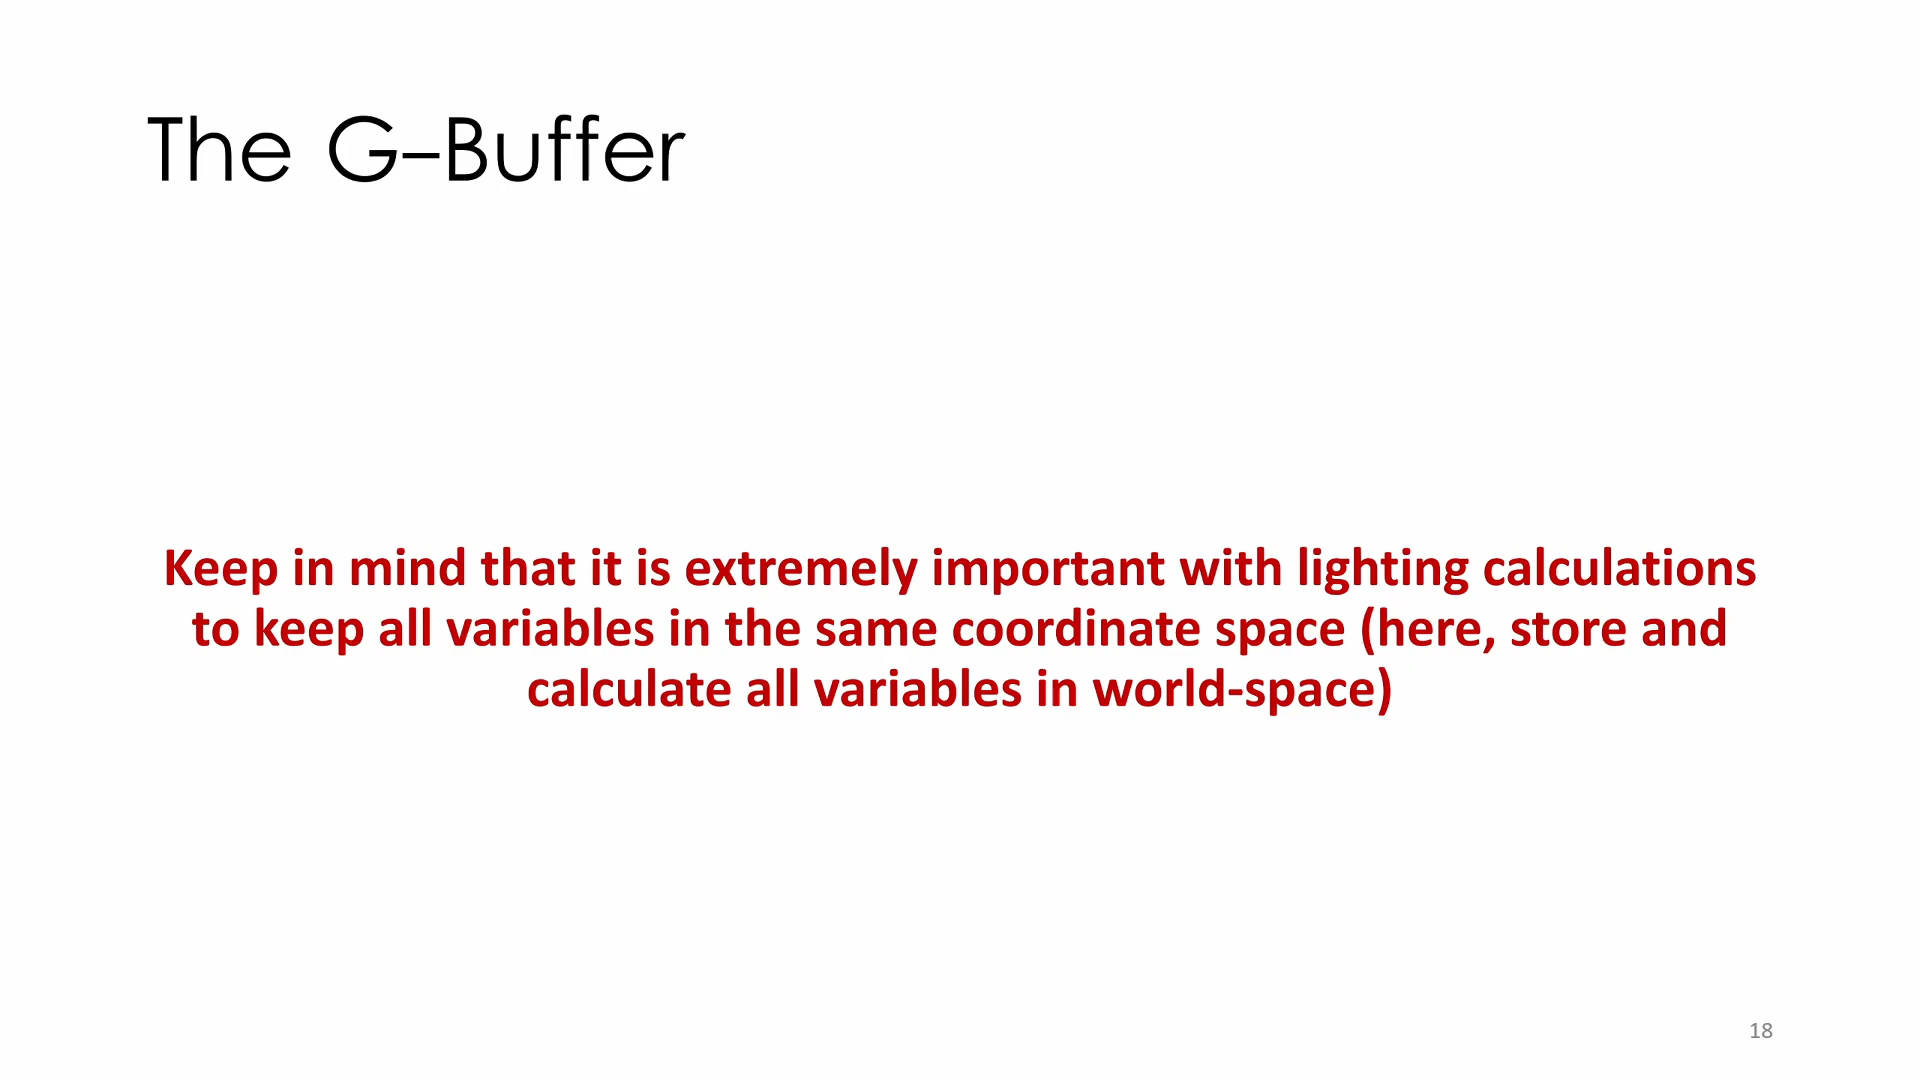 The G–Buffer
Keep in mind that it is extremely important with lighting calculations
to keep all variables in the same coordinate space (here, store and
calculate all variables in world-space)
18